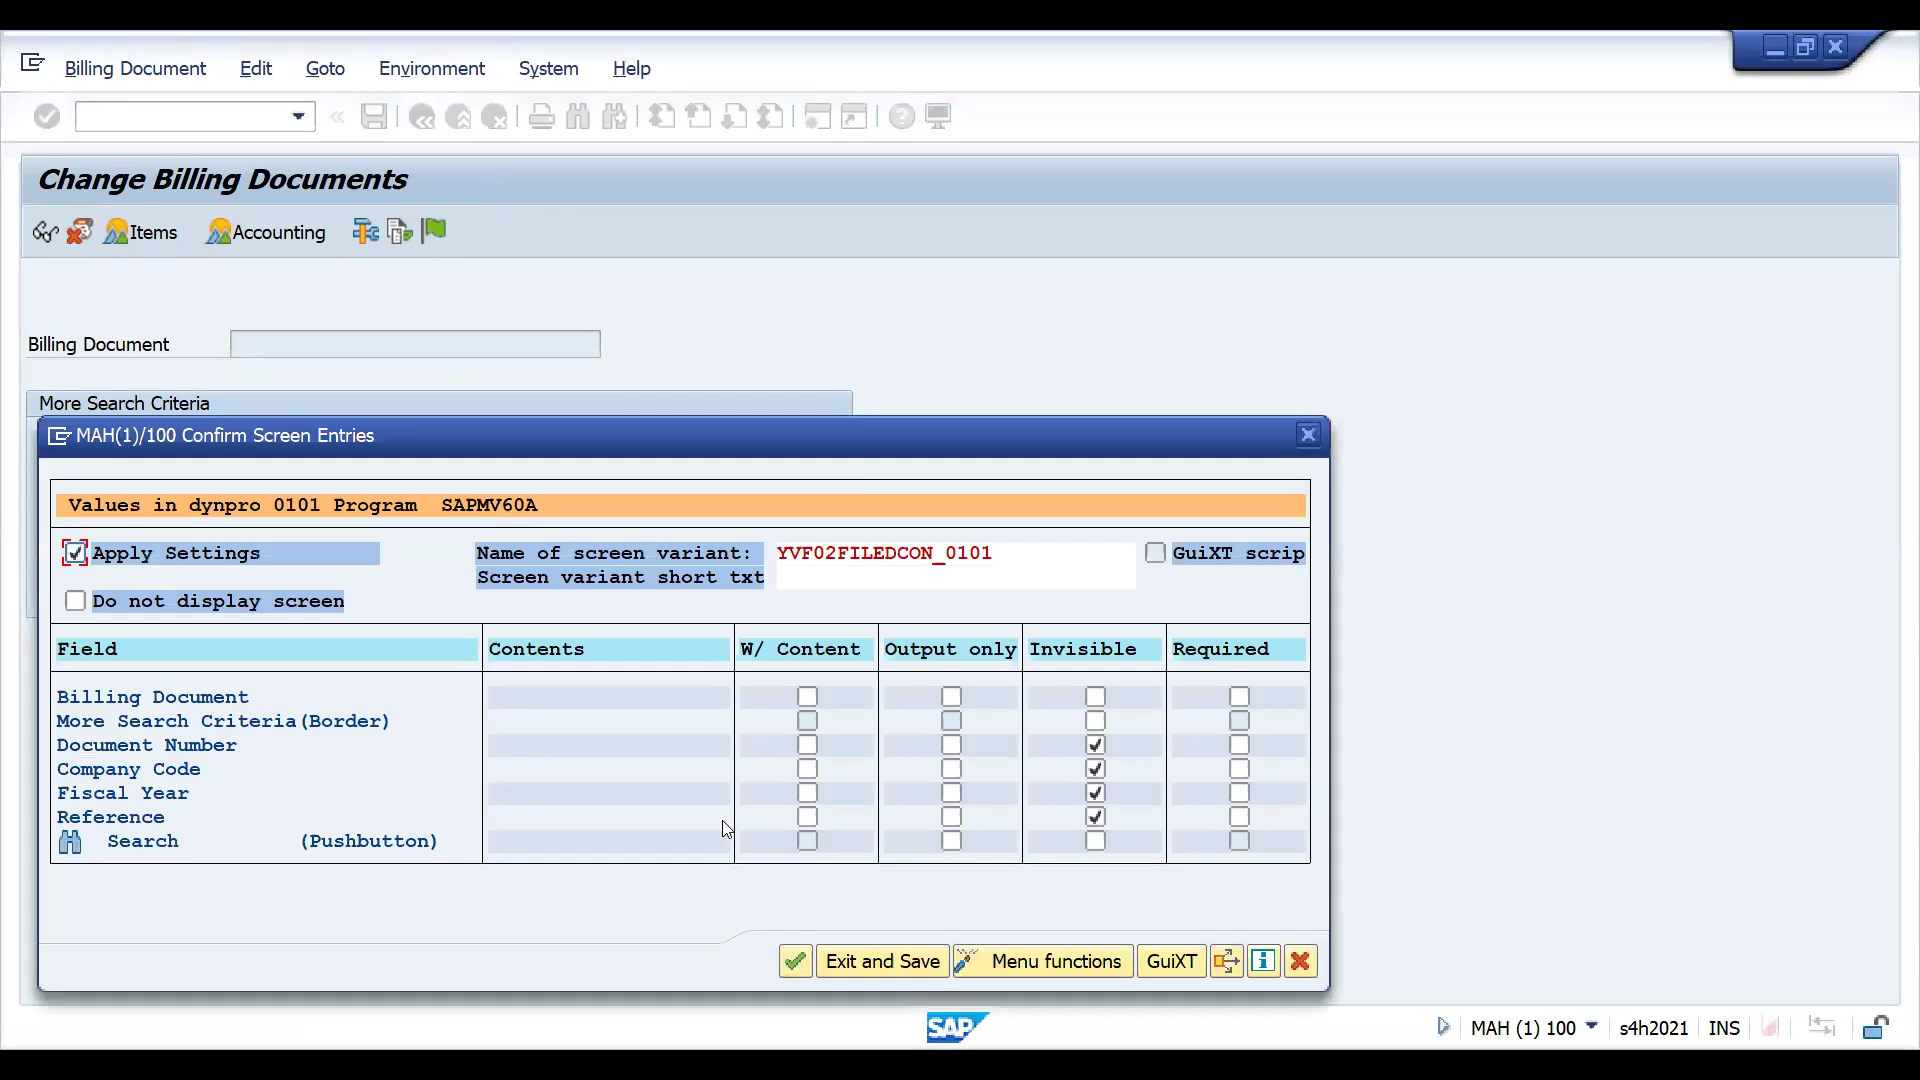 Billing Document Edit Goto Environment System Help
Change Billing Documents
Items Accounting
Billing Document
More Search Criteria
MAH(1)/100 Confirm Screen Entries
Values in dynpro 0101 Program SAPMV60A
Apply Settings Name of screen variant: YVF02FILEDCON_0101 GuiXT scrip
Screen variant short txt
Do not display screen
Field Contents W/ Content Output only Invisible Required
Billing Document
More Search Criteria(Border)
Document Number
Company Code
Fiscal Year
Reference
Search (Pushbutton)
Exit and Save Menu functions GuiXT
SAP MAH (1) 100 s4h2021 INS